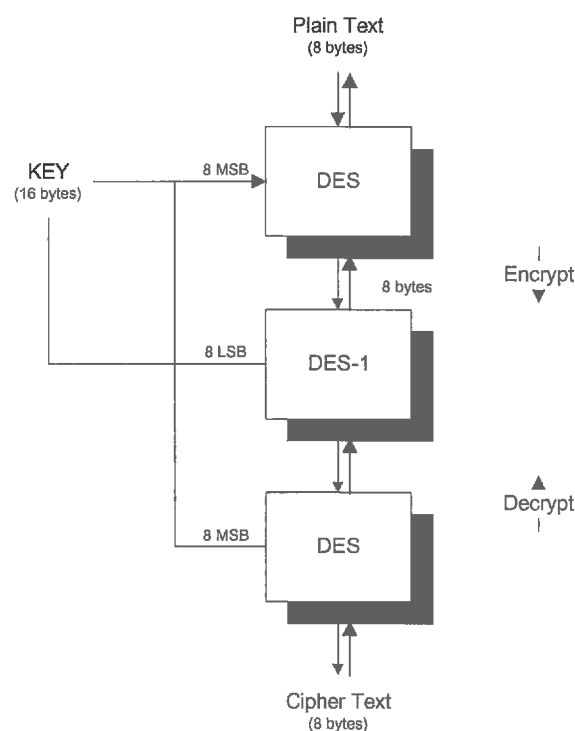 Plain Text
(8 bytes)
KEY
(16 bytes)
8 MSB
DES
8 bytes
Encrypt
8 LSB
DES-1
Decrypt
8 MSB
DES
Cipher Text
(8 bytes)